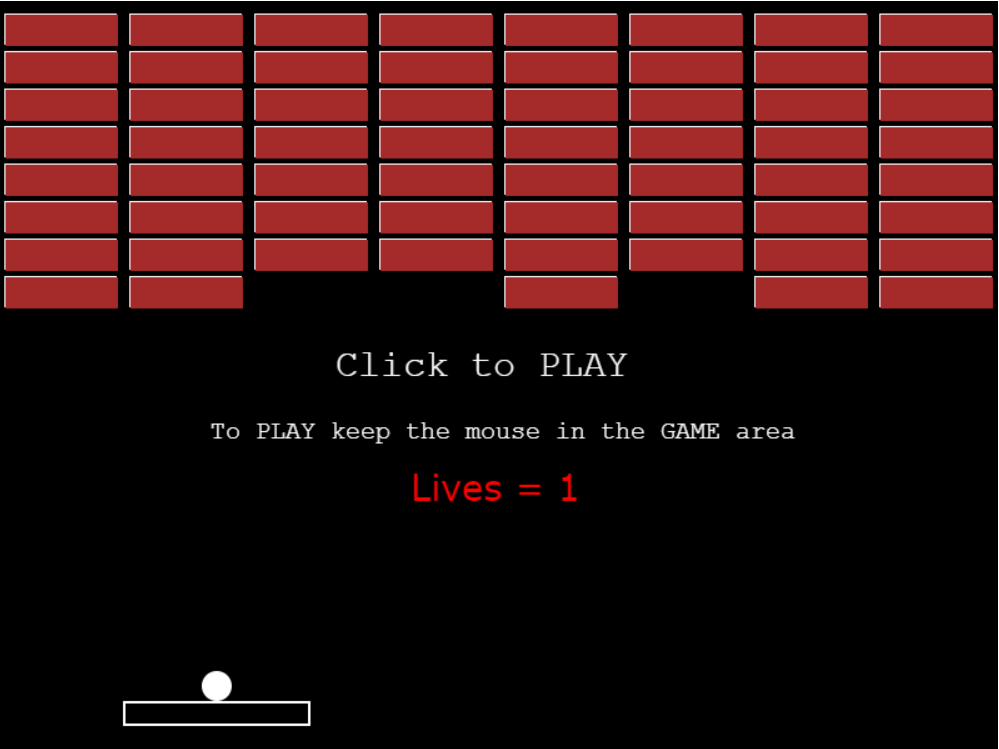 Click to PLAY
To PLAY keep the mouse in the GAME area
Lives = 1